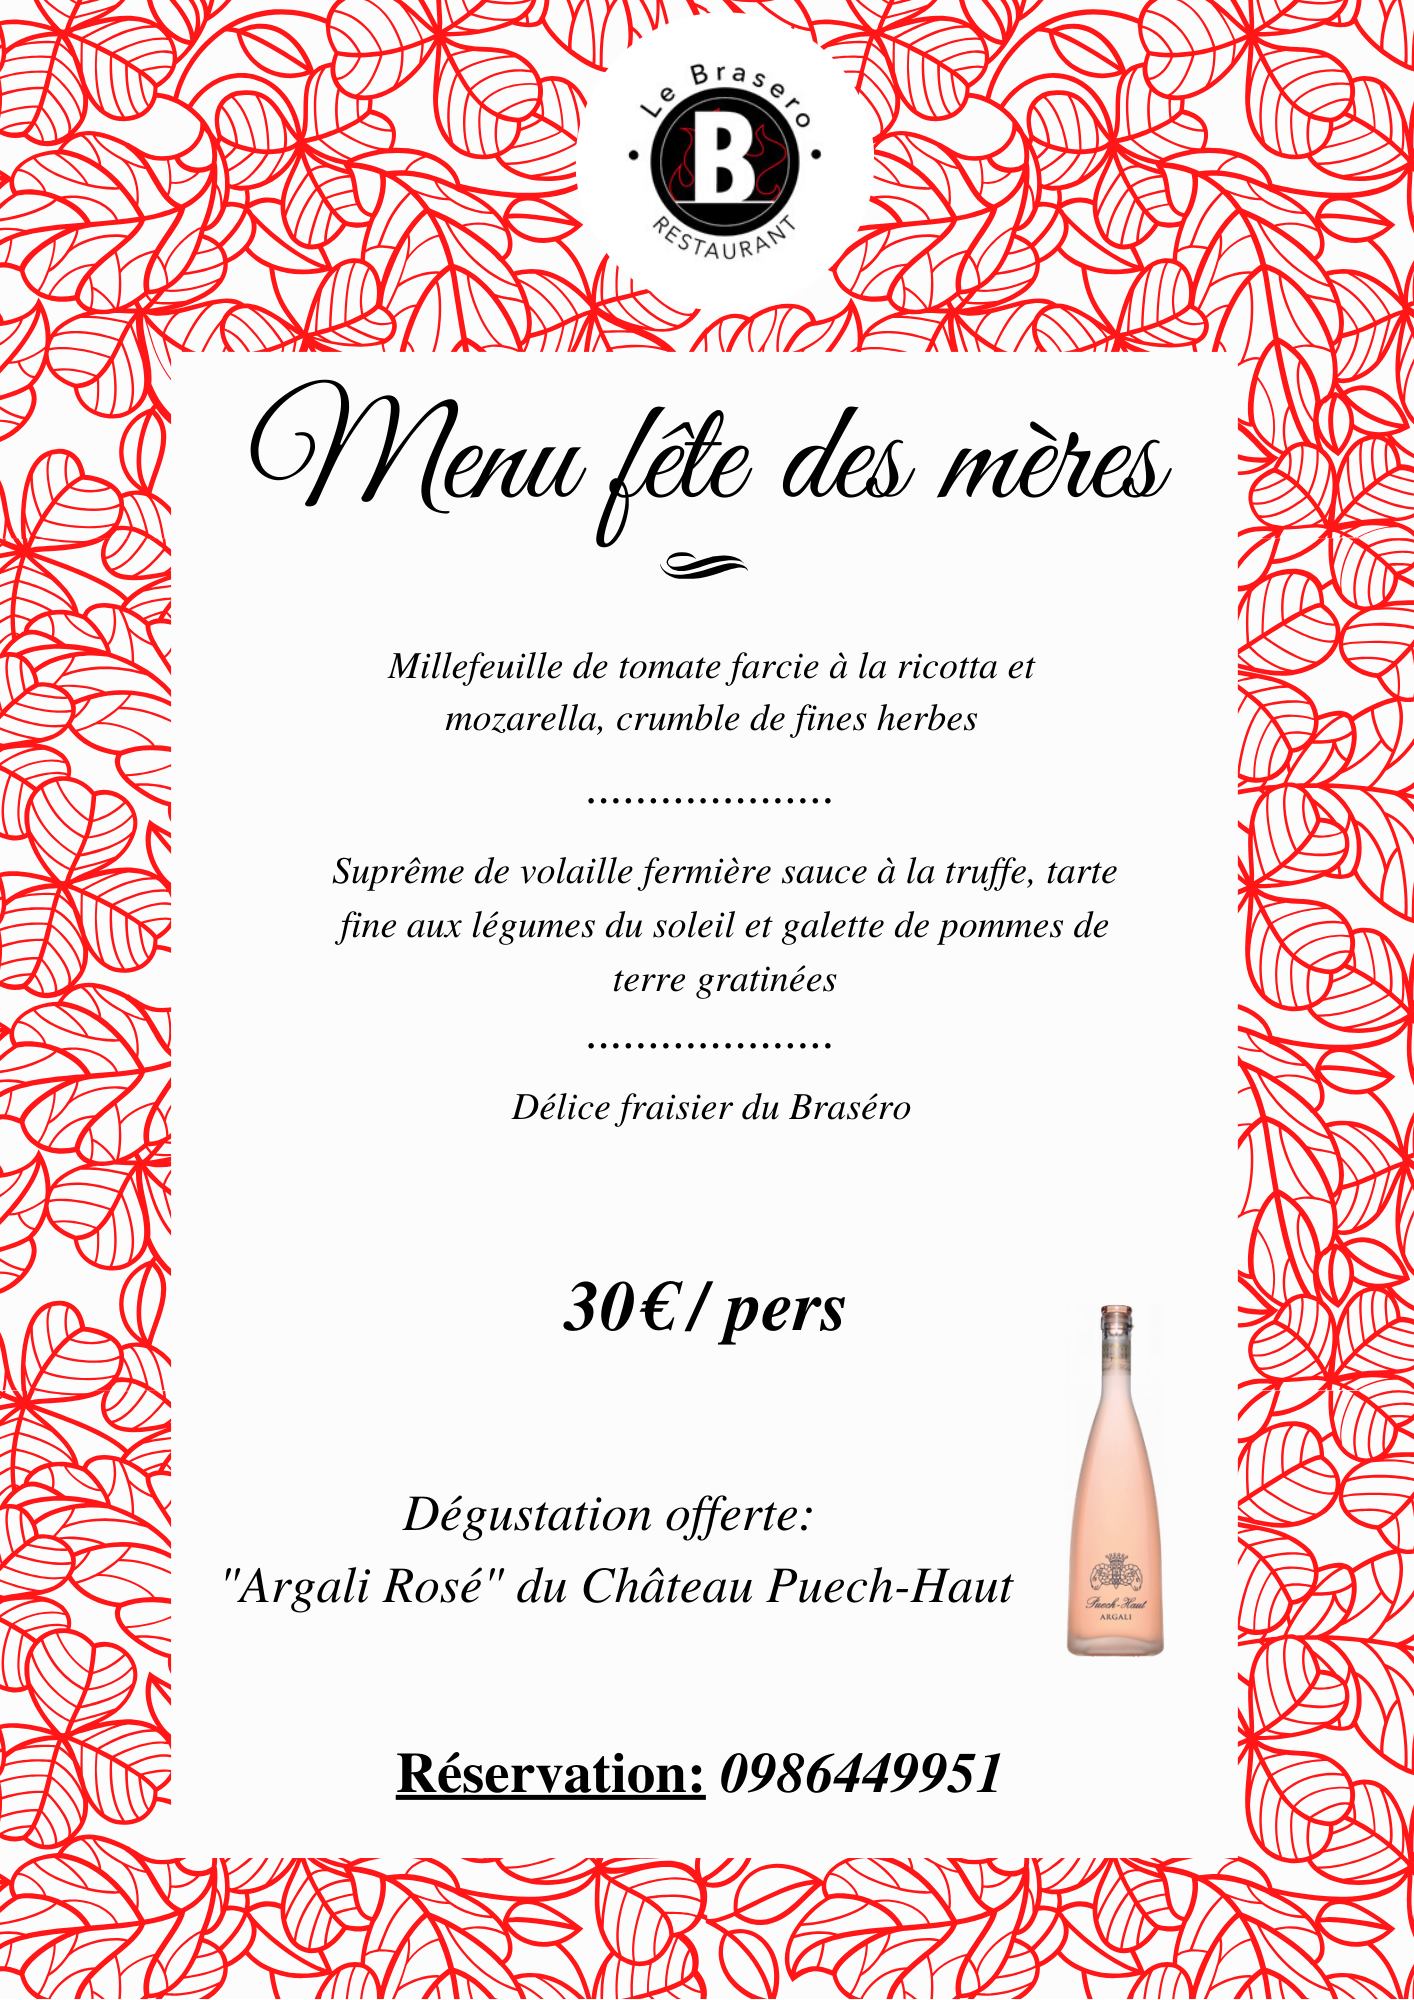 Le Brasero
B
RESTAURANT
Menu fête des mères
Millefeuille de tomate farcie à la ricotta et
mozarella, crumble de fines herbes
....................
Suprême de volaille fermière sauce à la truffe, tarte
fine aux légumes du soleil et galette de pommes de
terre gratinées
....................
Délice fraisier du Braséro
30€/ pers
Dégustation offerte:
"Argali Rosé" du Château Puech-Haut
Puech-Haut
ARGALI
Réservation: 0986449951